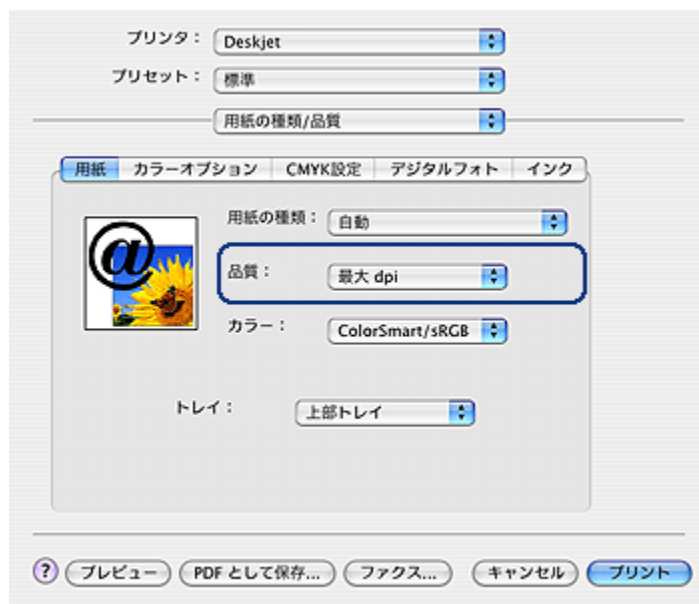 プリンタ： Deskjet
プリセット： 標準
用紙の種類/品質
用紙 カラーオプション CMYK設定 デジタルフォト インク
用紙の種類： 自動
品質： 最大 dpi
カラー： ColorSmart/sRGB
トレイ： 上部トレイ
? プレビュー PDF として保存... ファクス... キャンセル プリント
@